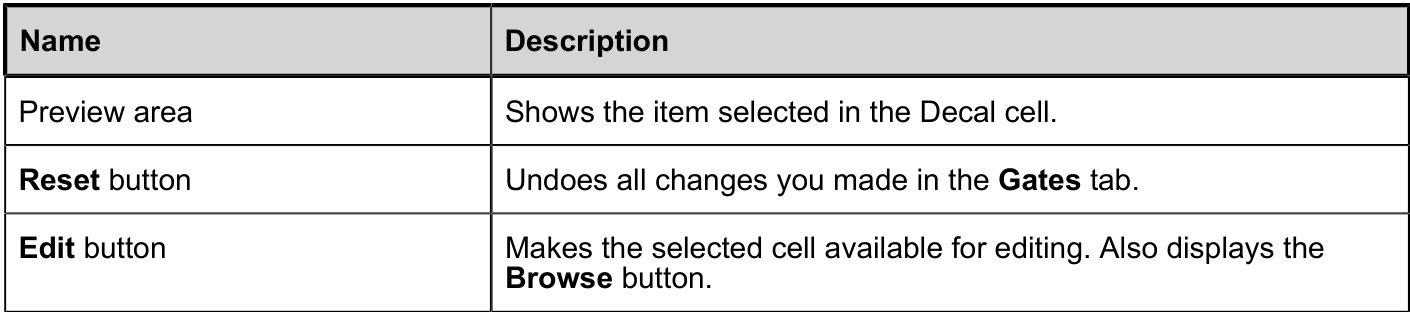 Name Description
Preview area Shows the item selected in the Decal cell.
Reset button Undoes all changes you made in the Gates tab.
Edit button Makes the selected cell available for editing. Also displays the
Browse button.